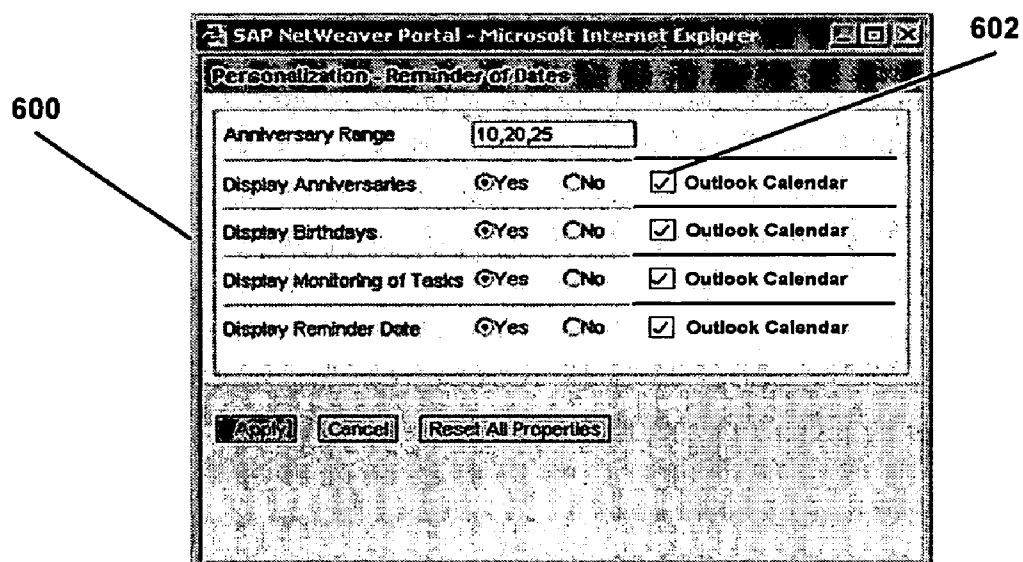 602
SAP NetWeaver Portal - Microsoft Internet Explorer
Personalization - Reminder of Dates
600
Anniversary Range 10,20,25
Display Anniversaries Yes No Outlook Calendar
Display Birthdays Yes No Outlook Calendar
Display Monitoring of Tasks Yes No Outlook Calendar
Display Reminder Date Yes No Outlook Calendar
Apply Cancel Reset All Properties